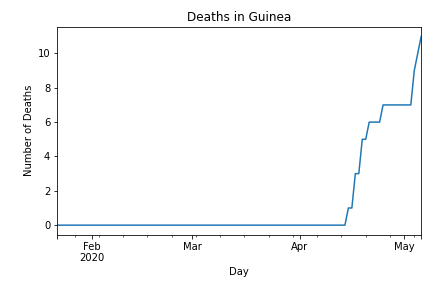 Deaths in Guinea
Number of Deaths
10
8
6
4
2
0
Feb
2020
Mar
Apr
May
Day